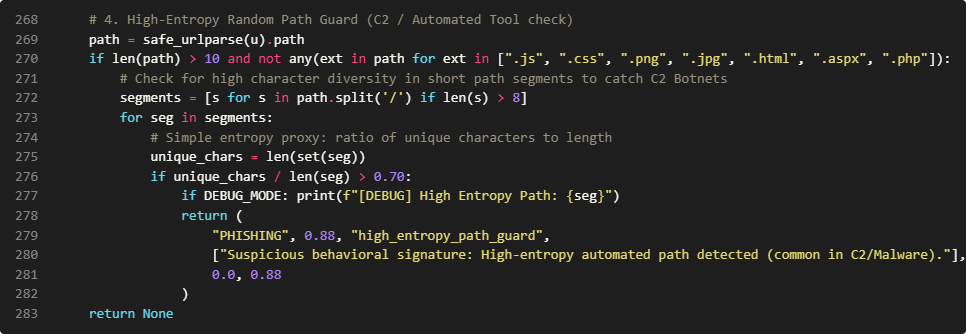 268 # 4. High-Entropy Random Path Guard (C2 / Automated Tool check)
269 path = safe_urlparse(u).path
270 if len(path) > 10 and not any(ext in path for ext in [".js", ".css", ".png", ".jpg", ".html", ".aspx", ".php"]):
271 # Check for high character diversity in short path segments to catch C2 Botnets
272 segments = [s for s in path.split('/') if len(s) > 8]
273 for seg in segments:
274 # Simple entropy proxy: ratio of unique characters to length
275 unique_chars = len(set(seg))
276 if unique_chars / len(seg) > 0.70:
277 if DEBUG_MODE: print(f"[DEBUG] High Entropy Path: {seg}")
278 return (
279 "PHISHING", 0.88, "high_entropy_path_guard",
280 ["Suspicious behavioral signature: High-entropy automated path detected (common in C2/Malware)."],
281 0.0, 0.88
282 )
283 return None